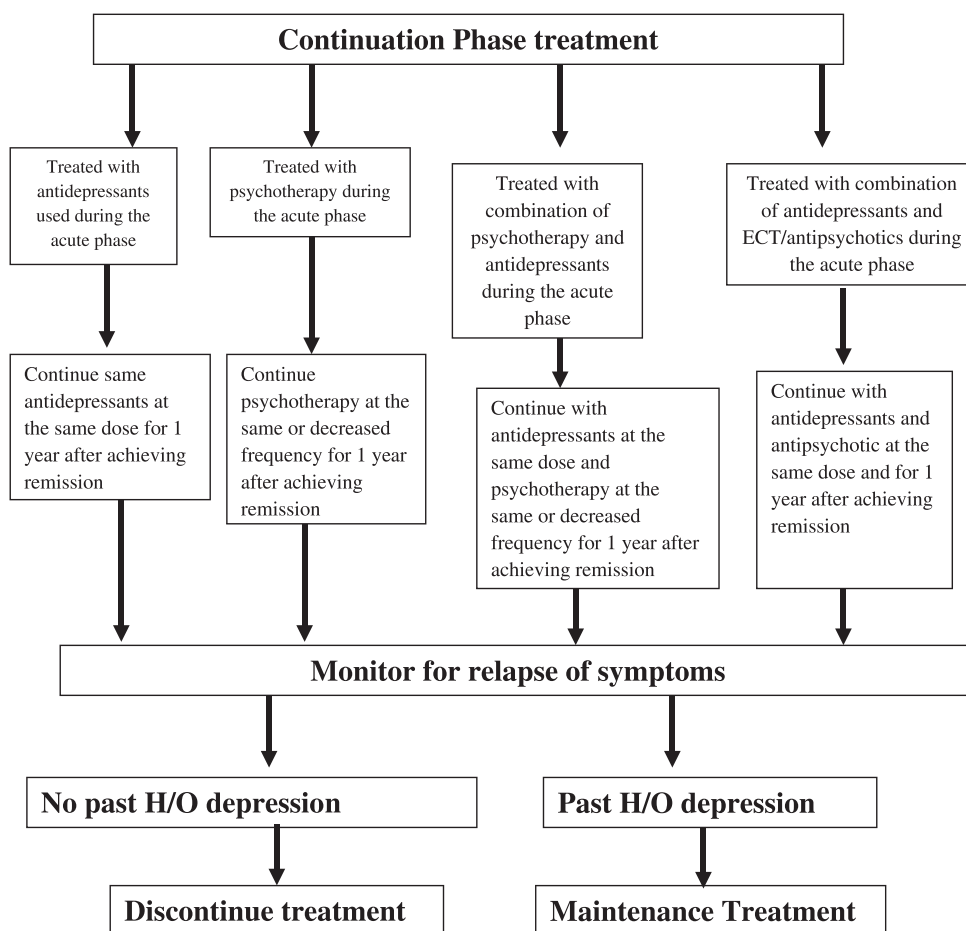 Continuation Phase treatment
Treated with
antidepressants
used during the
acute phase
Treated with
psychotherapy during
the acute phase
Treated with
combination of
psychotherapy and
antidepressants
during the acute
phase
Treated with combination
of antidepressants and
ECT/antipsychotics during
the acute phase
Continue same
antidepressants at
the same dose for 1
year after achieving
remission
Continue
psychotherapy at the
same or decreased
frequency for 1 year
after achieving
remission
Continue with
antidepressants at the
same dose and
psychotherapy at the
same or decreased
frequency for 1 year after
achieving remission
Continue with
antidepressants and
antipsychotic at the
same dose and for 1
year after achieving
remission
Monitor for relapse of symptoms
No past H/O depression
Past H/O depression
Discontinue treatment
Maintenance Treatment